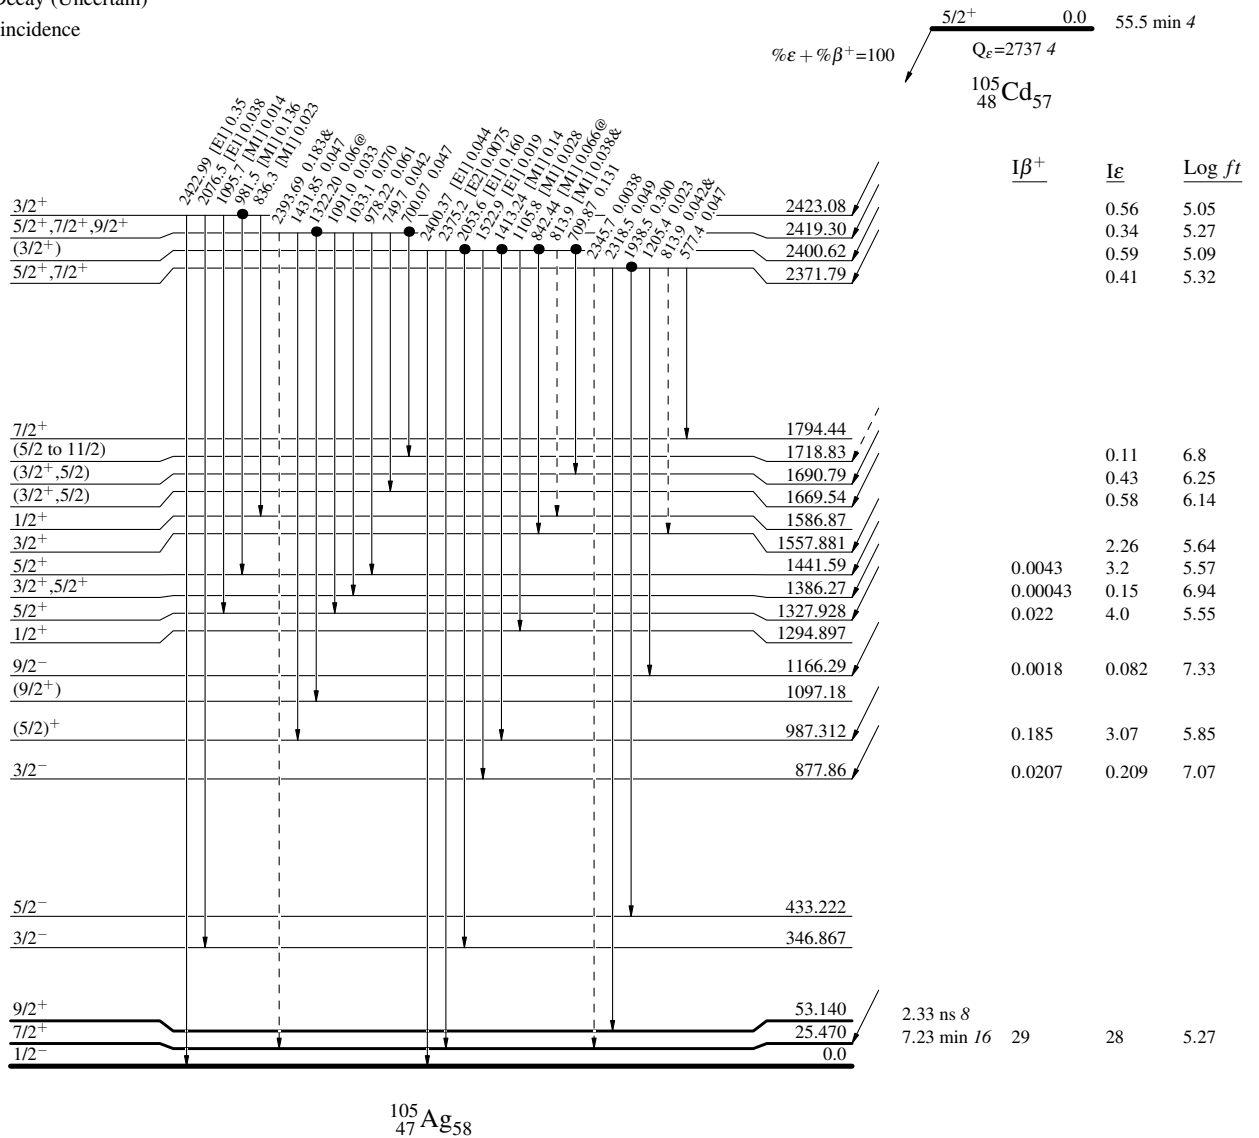 Decay (Uncertain)
incidence
5/2+ 0.0 55.5 min 4
%ε + %β+=100
Qε=2737 4
105 48 Cd57
2422.99 [E1] 0.35
2076.5 [E1] 0.038
1095.7 [M1] 0.014
981.5 [M1] 0.136
836.3 [M1] 0.023
2393.69 0.183&
1431.85 0.047
1322.20 0.06@
1091.0 0.033
1033.1 0.070
978.22 0.061
749.7 0.042
700.07 0.047
2400.37 [E1] 0.044
2375.2 [E2] 0.0075
2053.6 [E1] 0.160
1522.9 [E1] 0.019
1413.24 [M1] 0.14
1105.8 [M1] 0.028
842.44 [M1] 0.066@
813.9 [M1] 0.038&
709.87 0.131
2345.7 0.0038
2318.5 0.049
1938.5 0.300
1205.4 0.023
813.9 0.042&
577.4 0.047
Iβ+ Iε Log ft
3/2+ 2423.08 0.56 5.05
5/2+,7/2+,9/2+ 2419.30 0.34 5.27
(3/2+) 2400.62 0.59 5.09
5/2+,7/2+ 2371.79 0.41 5.32
7/2+ 1794.44
(5/2 to 11/2) 1718.83 0.11 6.8
(3/2+,5/2) 1690.79 0.43 6.25
(3/2+,5/2) 1669.54 0.58 6.14
1/2+ 1586.87
3/2+ 1557.881 2.26 5.64
5/2+ 1441.59 0.0043 3.2 5.57
3/2+,5/2+ 1386.27 0.00043 0.15 6.94
5/2+ 1327.928 0.022 4.0 5.55
1/2+ 1294.897
9/2− 1166.29 0.0018 0.082 7.33
(9/2+) 1097.18
(5/2)+ 987.312 0.185 3.07 5.85
3/2− 877.86 0.0207 0.209 7.07
5/2− 433.222
3/2− 346.867
9/2+ 53.140 2.33 ns 8
7/2+ 25.470 7.23 min 16 29 28 5.27
1/2− 0.0
105 47 Ag58